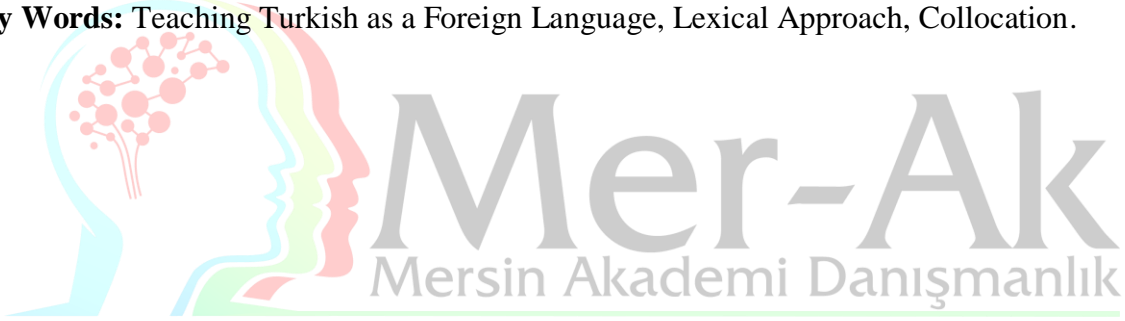 y Words: Teaching Turkish as a Foreign Language, Lexical Approach, Collocation.
Mer-Ak
Mersin Akademi Danışmanlık